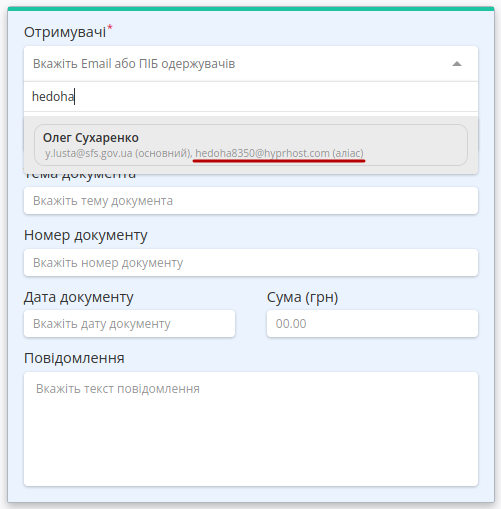 Отримувачі*
Вкажіть Email або ПІБ одержувачів
hedoha
Олег Сухаренко
y.lusta@sfs.gov.ua (основний), hedoha8350@hyprhost.com (аліас)
Тема документа
Вкажіть тему документа
Номер документу
Вкажіть номер документу
Дата документу
Сума (грн)
Вкажіть дату документу
00.00
Повідомлення
Вкажіть текст повідомлення